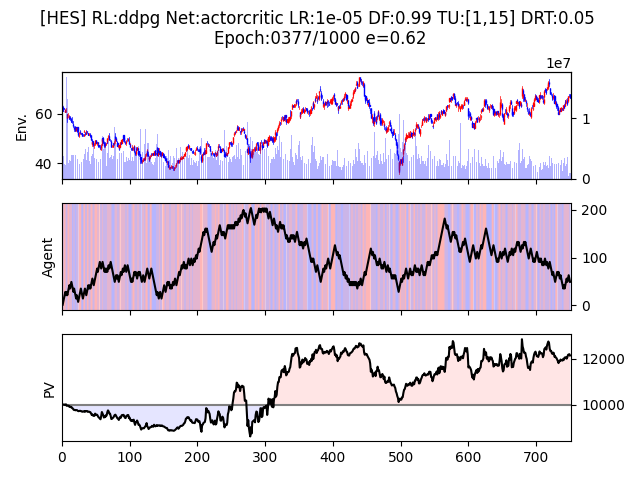 [HES] RL:ddpg Net:actorcritic LR:1e-05 DF:0.99 TU:[1,15] DRT:0.05
Epoch:0377/1000 e=0.62
1e7
Env.
60
40
1
0
Agent
200
100
0
PV
12000
10000
0 100 200 300 400 500 600 700